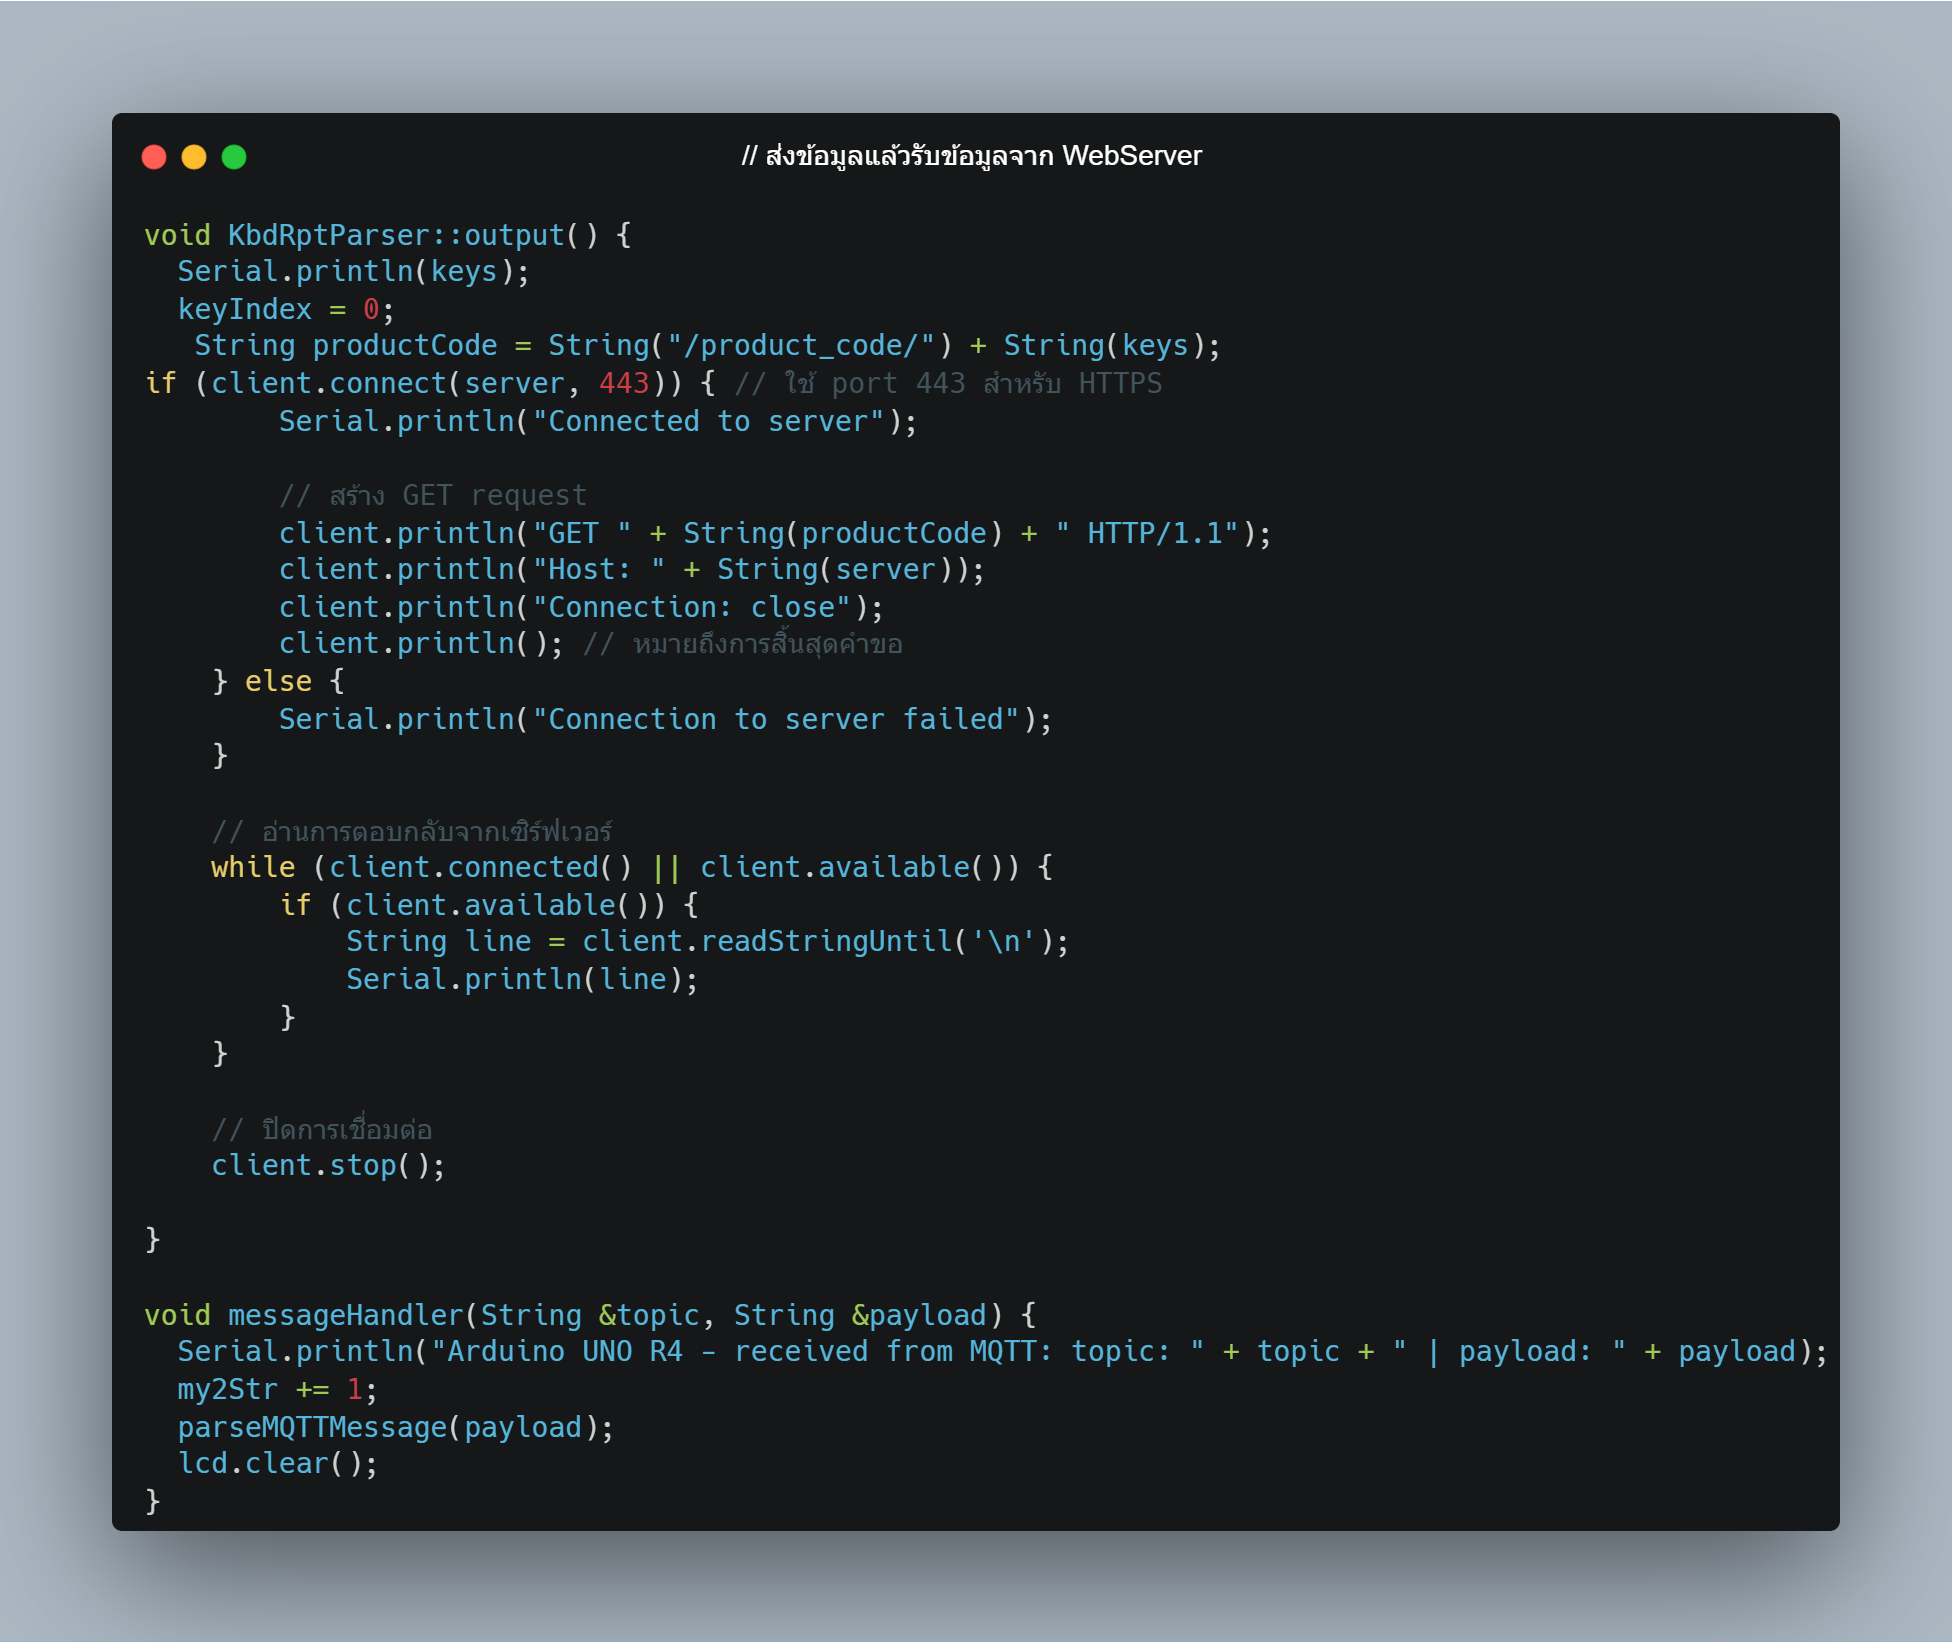 // ส่งข้อมูลแล้วรับข้อมูลจาก WebServer
void KbdRptParser::output() {
  Serial.println(keys);
  keyIndex = 0;
   String productCode = String("/product_code/") + String(keys);
if (client.connect(server, 443)) { // ใช้ port 443 สำหรับ HTTPS
        Serial.println("Connected to server");
        // สร้าง GET request
        client.println("GET " + String(productCode) + " HTTP/1.1");
        client.println("Host: " + String(server));
        client.println("Connection: close");
        client.println(); // หมายถึงการสิ้นสุดคำขอ
    } else {
        Serial.println("Connection to server failed");
    }
    // อ่านการตอบกลับจากเซิร์ฟเวอร์
    while (client.connected() || client.available()) {
        if (client.available()) {
            String line = client.readStringUntil('\n');
            Serial.println(line);
        }
    }
    // ปิดการเชื่อมต่อ
    client.stop();
}
void messageHandler(String &topic, String &payload) {
  Serial.println("Arduino UNO R4 - received from MQTT: topic: " + topic + " | payload: " + payload);
  my2Str += 1;
  parseMQTTMessage(payload);
  lcd.clear();
}